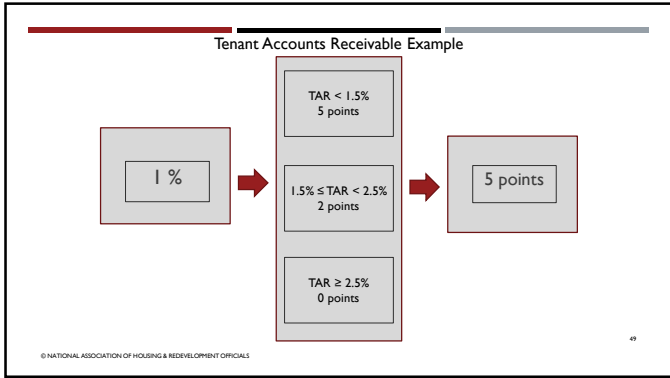 Tenant Accounts Receivable Example
1 %
TAR < 1.5%
5 points
1.5% ≤ TAR < 2.5%
2 points
TAR ≥ 2.5%
0 points
5 points
49
© NATIONAL ASSOCIATION OF HOUSING & REDEVELOPMENT OFFICIALS